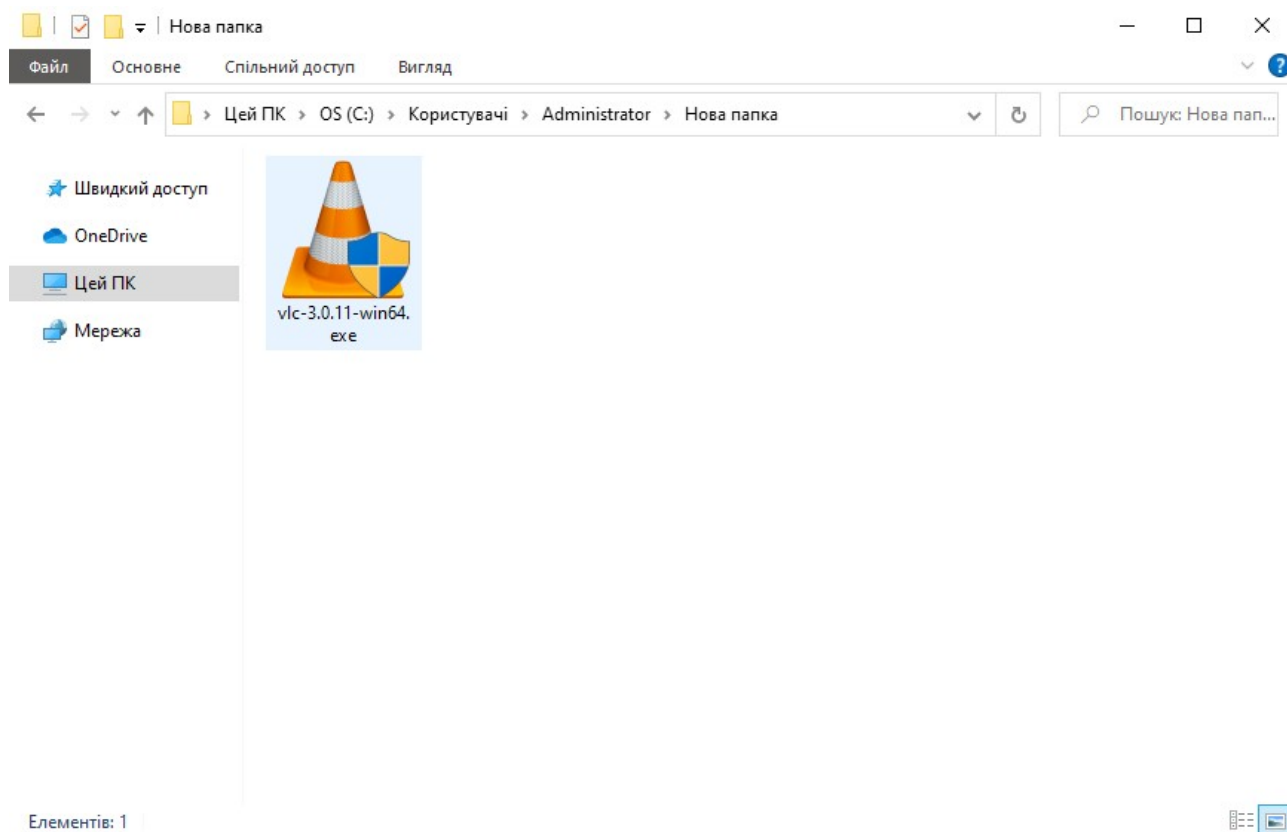 Нова папка
Файл Основне Спільний доступ Вигляд ?
Цей ПК › OS (C:) › Користувачі › Administrator › Нова папка
Пошук: Нова пап...
Швидкий доступ
OneDrive
Цей ПК
Мережа
vlc-3.0.11-win64.
exe
Елементів: 1